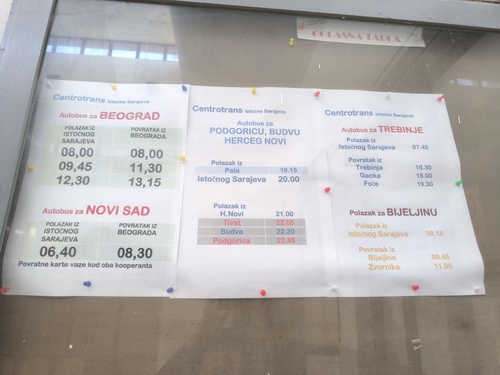 OGLASNA TABLA
Centrotrans Istočno Sarajevo
Autobus za BEOGRAD
POLAZAK IZ ISTOČNOG SARAJEVA
POVRATAK IZ BEOGRADA
08,00 08,00
09,45 11,30
12,30 13,15
Autobus za NOVI SAD
POLAZAK IZ ISTOČNOG SARAJEVA
POVRATAK IZ BEOGRADA
06,40 08,30
Povratne karte vaze kod oba kooperanta
Centrotrans Istočno Sarajevo
Autobus za
PODGORICU, BUDVU
HERCEG NOVI
Polazak iz
Pala 19.15
Istočnog Sarajeva 20.00
Polazak iz
H.Novi 21.00
Tivat 22.05
Budva 22.30
Podgorica 23.45
Centrotrans Istočno Sarajevo
Autobus za TREBINJE
Polazak iz
Istočnog Sarajeva 07.45
Povratak iz
Trebinja 16.30
Gacka 18.00
Foče 19.30
Polazak za BIJELJINU
Polazak iz
Istočnog Sarajeva 09.15
Povratak iz
Bijeljina 09.45
Zvornika 11.00